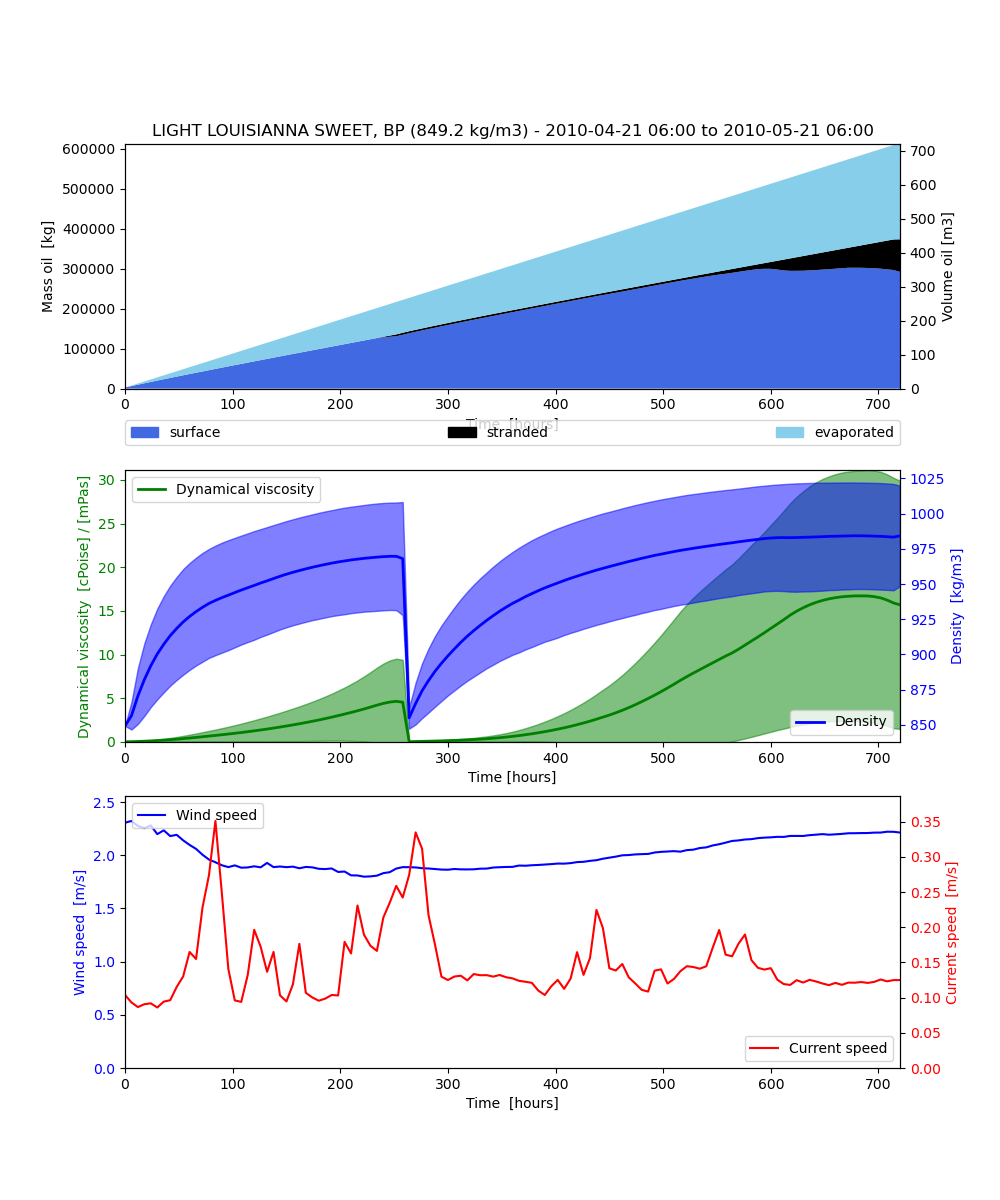 LIGHT LOUISIANNA SWEET, BP (849.2 kg/m3) - 2010-04-21 06:00 to 2010-05-21 06:00
Mass oil [kg]
600000
500000
400000
300000
200000
100000
0
Volume oil [m3]
700
600
500
400
300
200
100
0
0 100 200 300 400 500 600 700
Time [hours]
surface stranded evaporated
Dynamical viscosity [cPoise] / [mPas]
30
25
20
15
10
5
0
Dynamical viscosity
Density [kg/m3]
1025
1000
975
950
925
900
875
850
Density
0 100 200 300 400 500 600 700
Time [hours]
Wind speed [m/s]
2.5
2.0
1.5
1.0
0.5
0.0
Wind speed
Current speed [m/s]
0.35
0.30
0.25
0.20
0.15
0.10
0.05
0.00
Current speed
0 100 200 300 400 500 600 700
Time [hours]